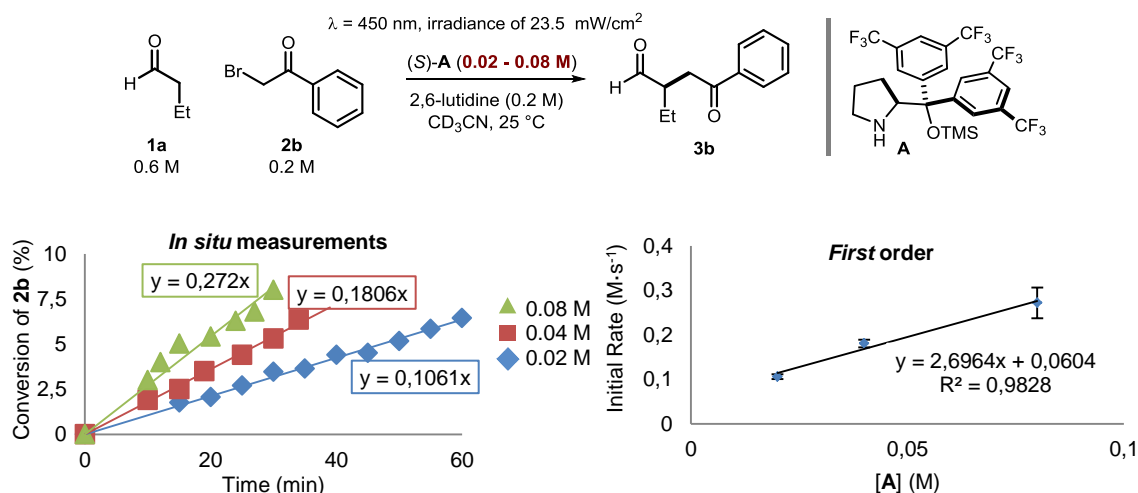 λ = 450 nm, irradiance of 23.5 mW/cm²
(S)-A (0.02 - 0.08 M)
2,6-lutidine (0.2 M)
CD₃CN, 25 °C
O
H
Et
1a
0.6 M
O
Br
2b
0.2 M
O
H
Et
O
3b
F₃C
CF₃
CF₃
CF₃
N
H
OTMS
A
In situ measurements
y = 0,272x
y = 0,1806x
y = 0,1061x
0.08 M
0.04 M
0.02 M
Conversion of 2b (%)
10
7,5
5
2,5
0
0 20 40 60
Time (min)
First order
Initial Rate (M·s⁻¹)
0,4
0,3
0,2
0,1
0
y = 2,6964x + 0,0604
R² = 0,9828
0 0,05 0,1
[A] (M)